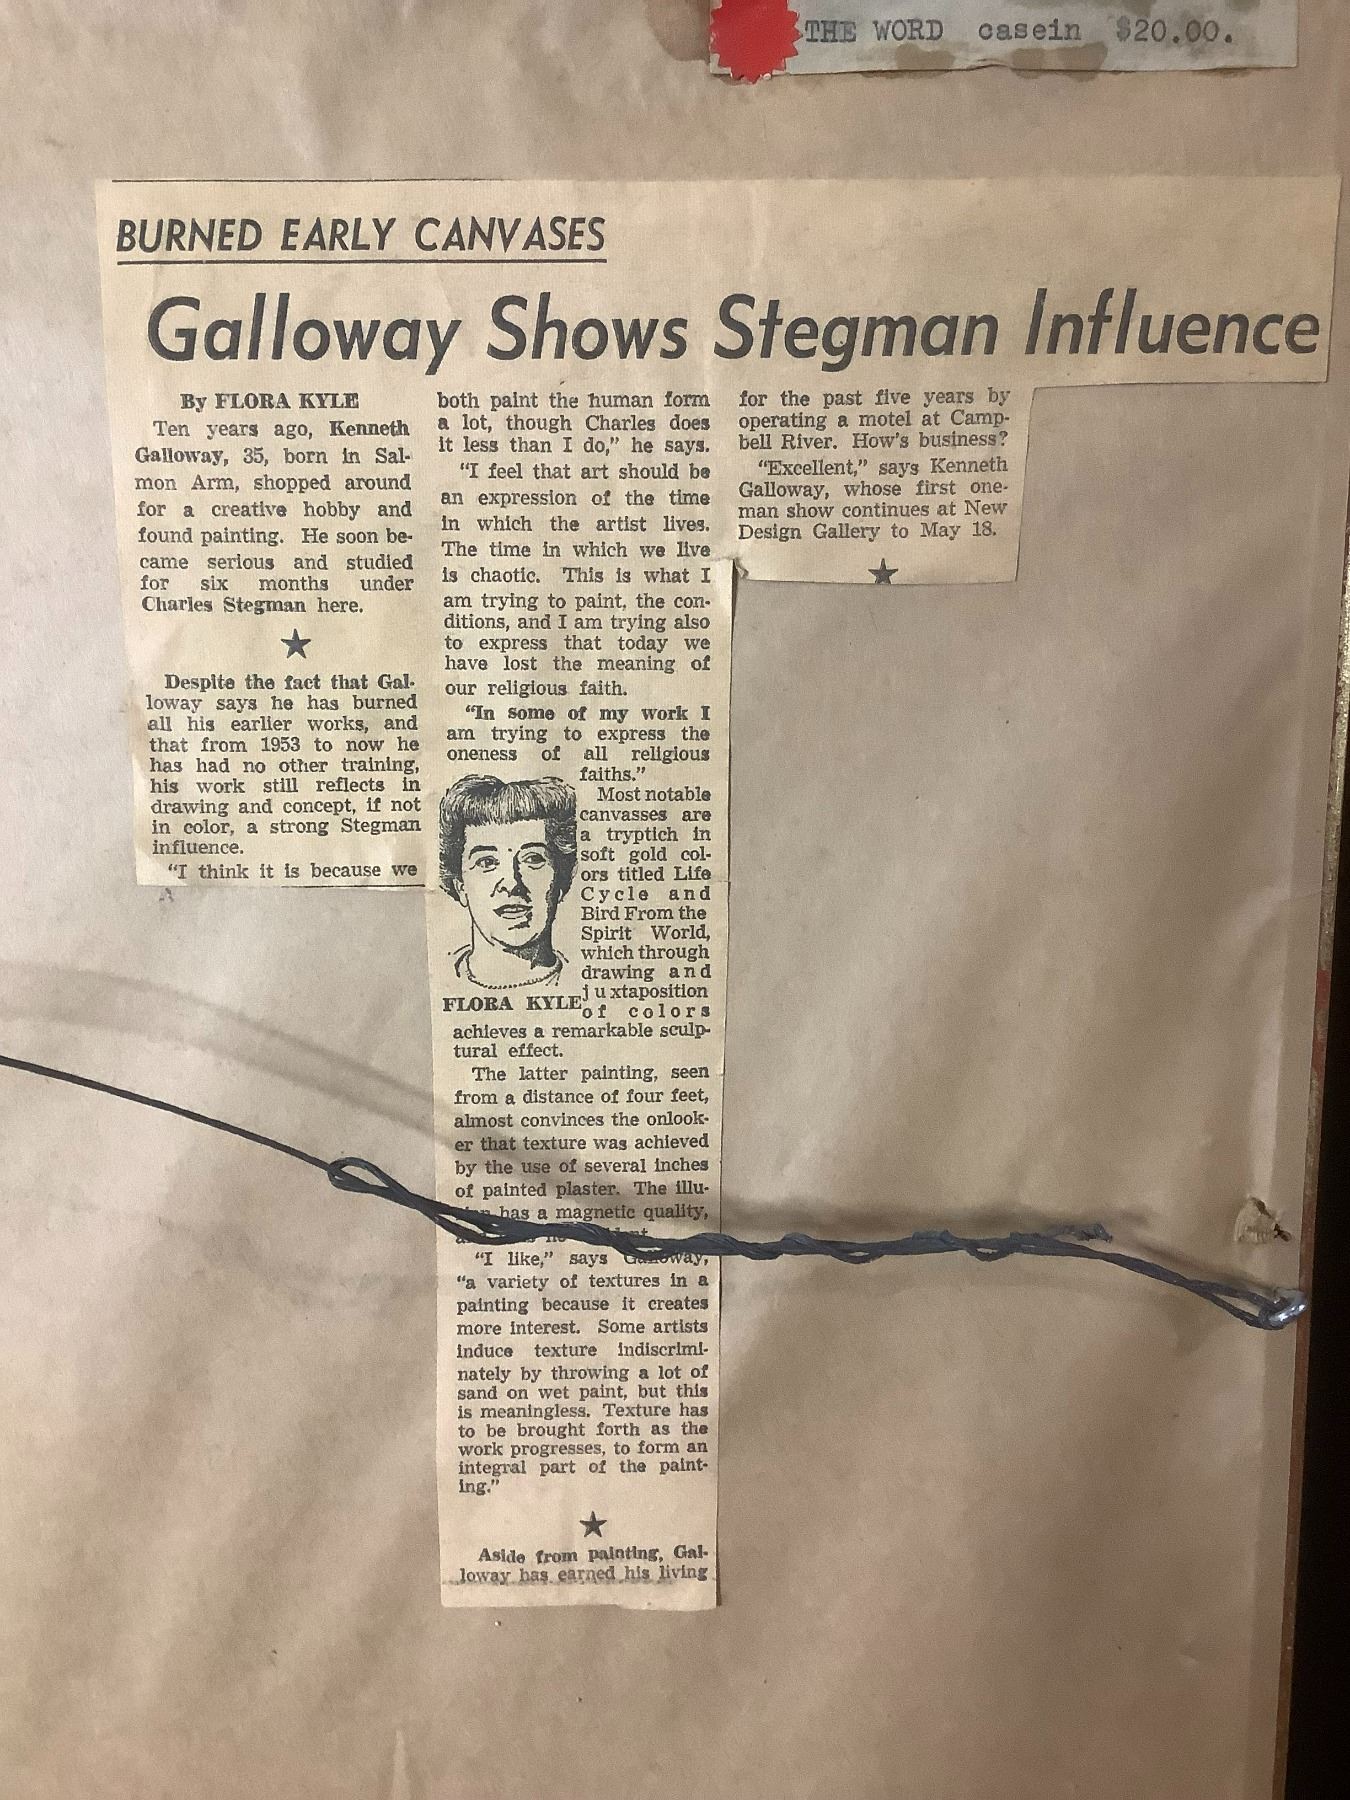 THE WORD casein $20.00.
BURNED EARLY CANVASES
Galloway Shows Stegman Influence
By FLORA KYLE
Ten years ago, Kenneth
Galloway, 35, born in Sal-
mon Arm, shopped around
for a creative hobby and
found painting. He soon be-
came serious and studied
for six months under
Charles Stegman here.
Despite the fact that Gal-
loway says he has burned
all his earlier works, and
that from 1953 to now he
has had no other training,
his work still reflects in
drawing and concept, if not
in color, a strong Stegman
influence.
"I think it is because we
both paint the human form
a lot, though Charles does
it less than I do," he says.
"I feel that art should be
an expression of the time
in which the artist lives.
The time in which we live
is chaotic. This is what I
am trying to paint, the con-
ditions, and I am trying also
to express that today we
have lost the meaning of
our religious faith.
"In some of my work I
am trying to express the
oneness of all religious
faiths."
Most notable
canvasses are
a tryptich in
soft gold col-
ors titled Life
Cycle and
Bird From the
Spirit World,
which through
drawing and
juxtaposition
of colors
FLORA KYLE
achieves a remarkable sculp-
tural effect.
The latter painting, seen
from a distance of four feet,
almost convinces the onlook-
er that texture was achieved
by the use of several inches
of painted plaster. The illu-
has a magnetic quality,
"I like," says Galloway,
"a variety of textures in a
painting because it creates
more interest. Some artists
induce texture indiscrimi-
nately by throwing a lot of
sand on wet paint, but this
is meaningless. Texture has
to be brought forth as the
work progresses, to form an
integral part of the paint-
ing."
Aside from painting, Gal-
loway has earned his living
for the past five years by
operating a motel at Camp-
bell River. How's business?
"Excellent," says Kenneth
Galloway, whose first one-
man show continues at New
Design Gallery to May 18.